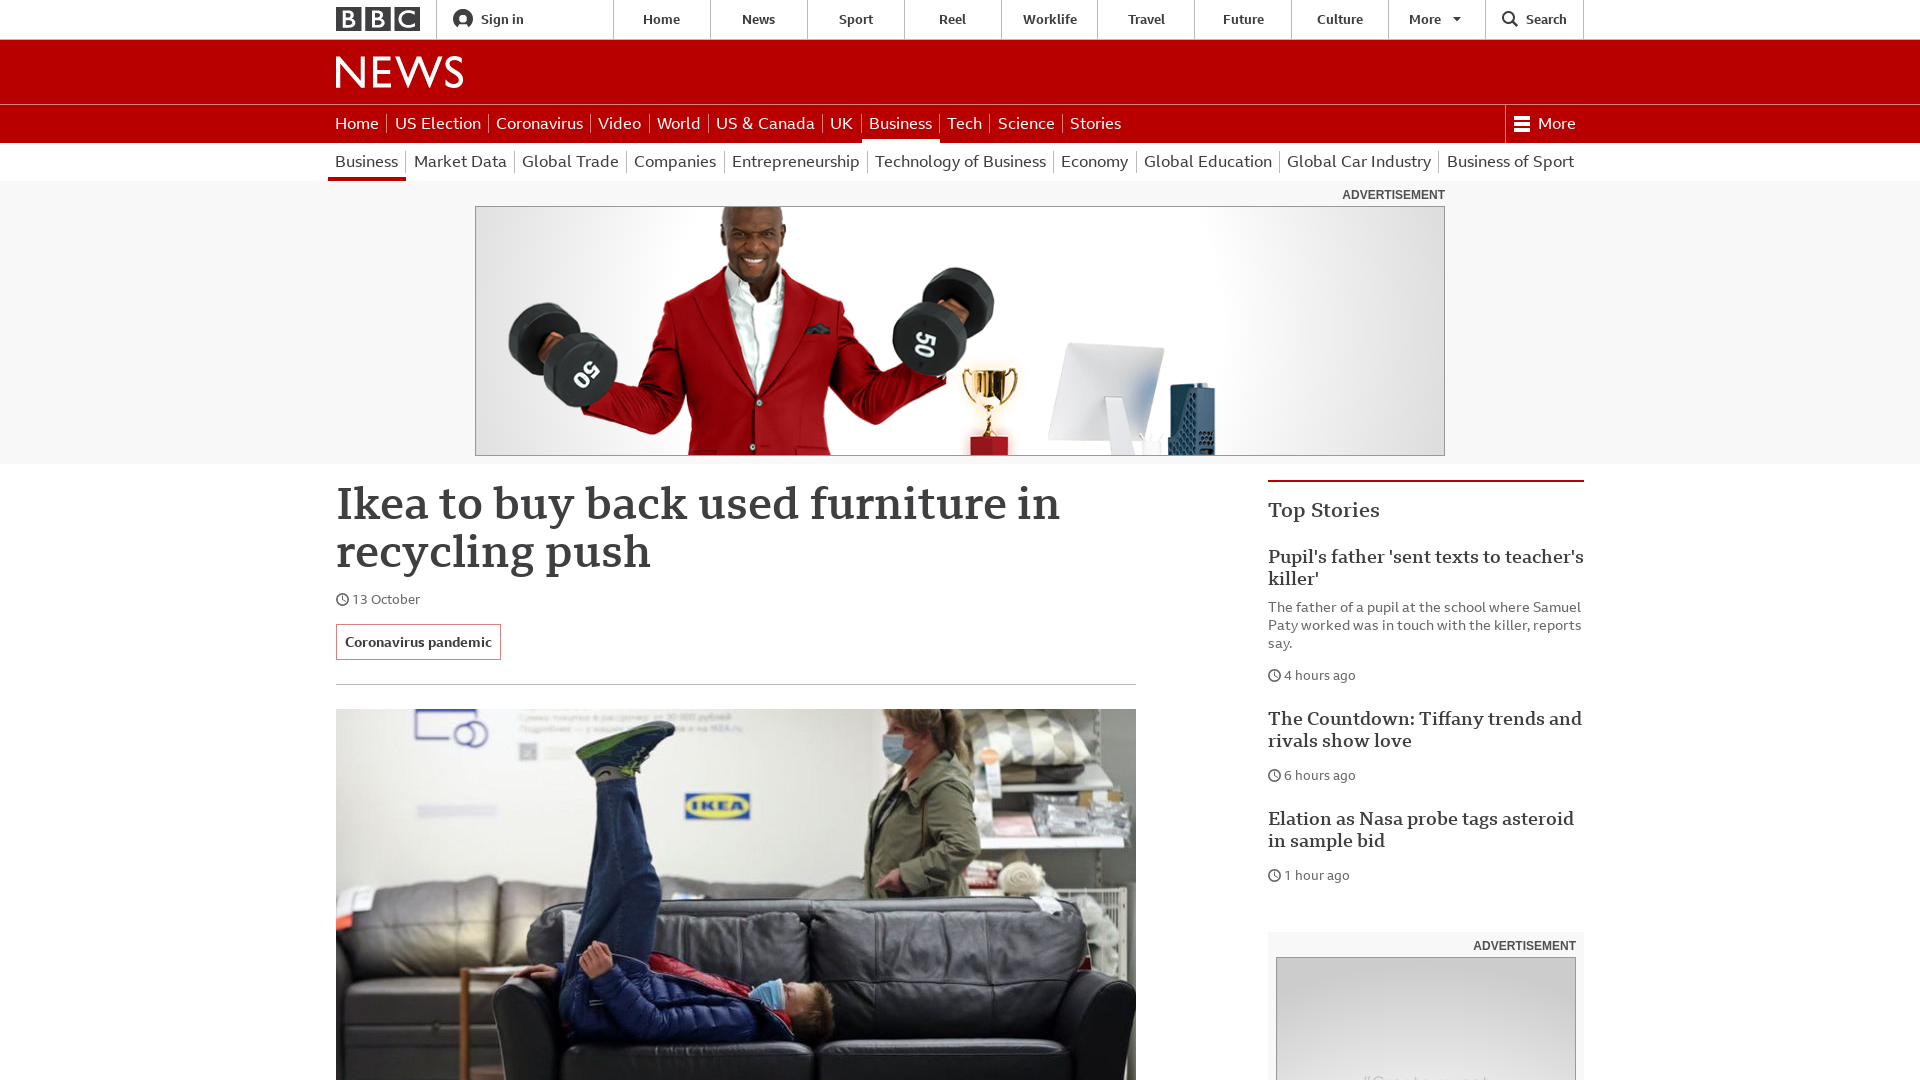 BBC
Sign in
Home
News
Sport
Reel
Worklife
Travel
Future
Culture
More
Search
NEWS
Home
US Election
Coronavirus
Video
World
US & Canada
UK
Business
Tech
Science
Stories
More
Business
Market Data
Global Trade
Companies
Entrepreneurship
Technology of Business
Economy
Global Education
Global Car Industry
Business of Sport
ADVERTISEMENT
50
50
Ikea to buy back used furniture in
recycling push
13 October
Coronavirus pandemic
IKEA
Top Stories
Pupil's father 'sent texts to teacher's
killer'
The father of a pupil at the school where Samuel
Paty worked was in touch with the killer, reports
say.
4 hours ago
The Countdown: Tiffany trends and
rivals show love
6 hours ago
Elation as Nasa probe tags asteroid
in sample bid
1 hour ago
ADVERTISEMENT